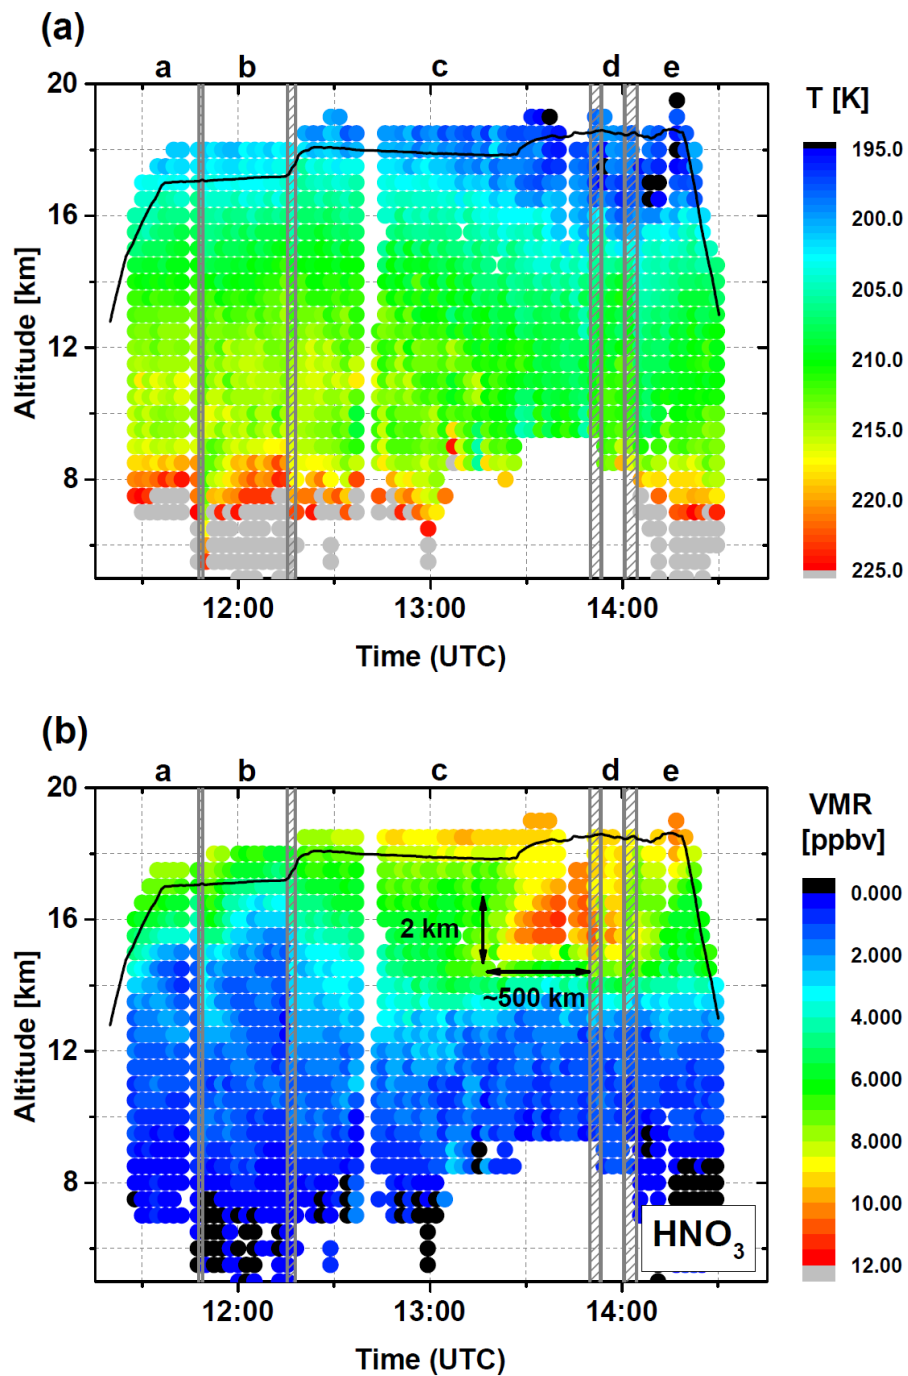 (a)
a b c d e
T [K]
20
16
12
8
Altitude [km]
195.0
200.0
205.0
210.0
215.0
220.0
225.0
12:00 13:00 14:00
Time (UTC)
(b)
a b c d e
VMR
[ppbv]
20
16
12
8
Altitude [km]
2 km
~500 km
HNO3
0.000
2.000
4.000
6.000
8.000
10.00
12.00
12:00 13:00 14:00
Time (UTC)